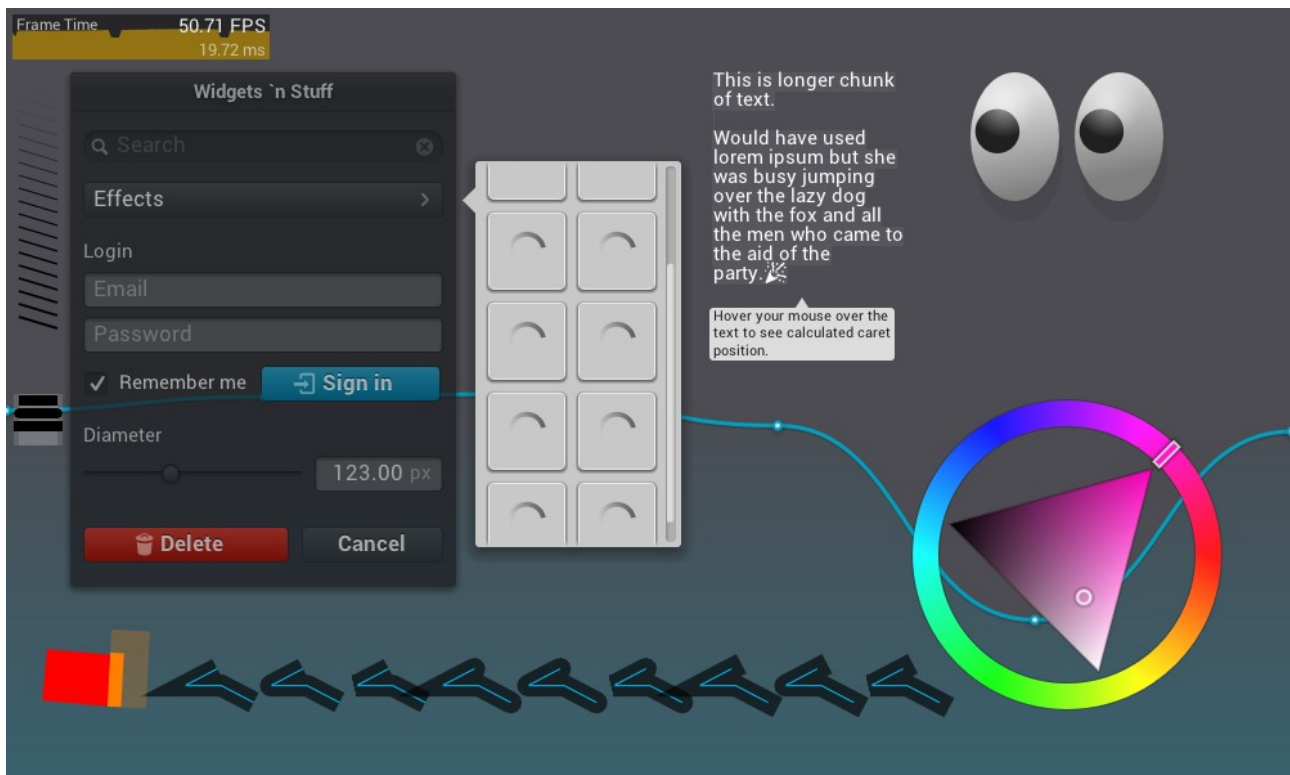 Frame Time
50.71 FPS
19.72 ms
Widgets `n Stuff
Search
Effects
Login
Email
Password
Remember me
Sign in
Diameter
123.00 px
Delete
Cancel
This is longer chunk
of text.
Would have used
lorem ipsum but she
was busy jumping
over the lazy dog
with the fox and all
the men who came to
the aid of the
party.🎉
Hover your mouse over the
text to see calculated caret
position.